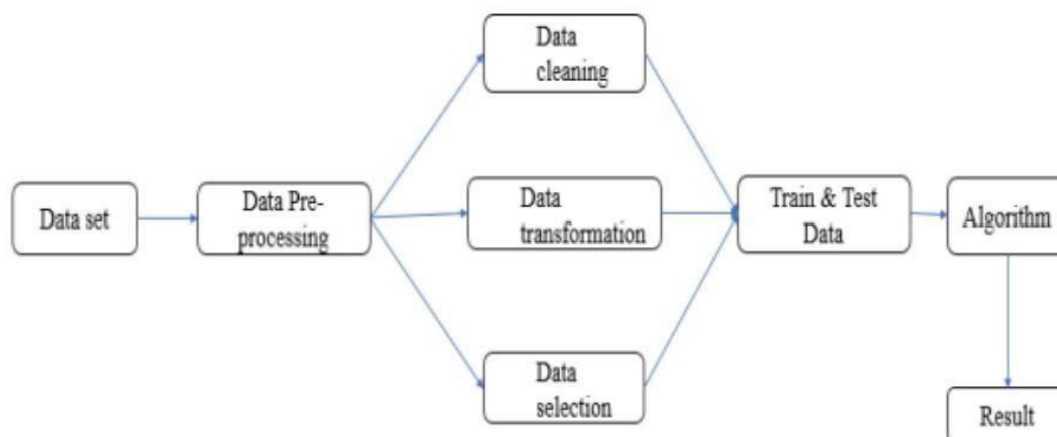 Data set
Data Pre-
processing
Data
cleaning
Data
transformation
Data
selection
Train & Test
Data
Algorithm
Result